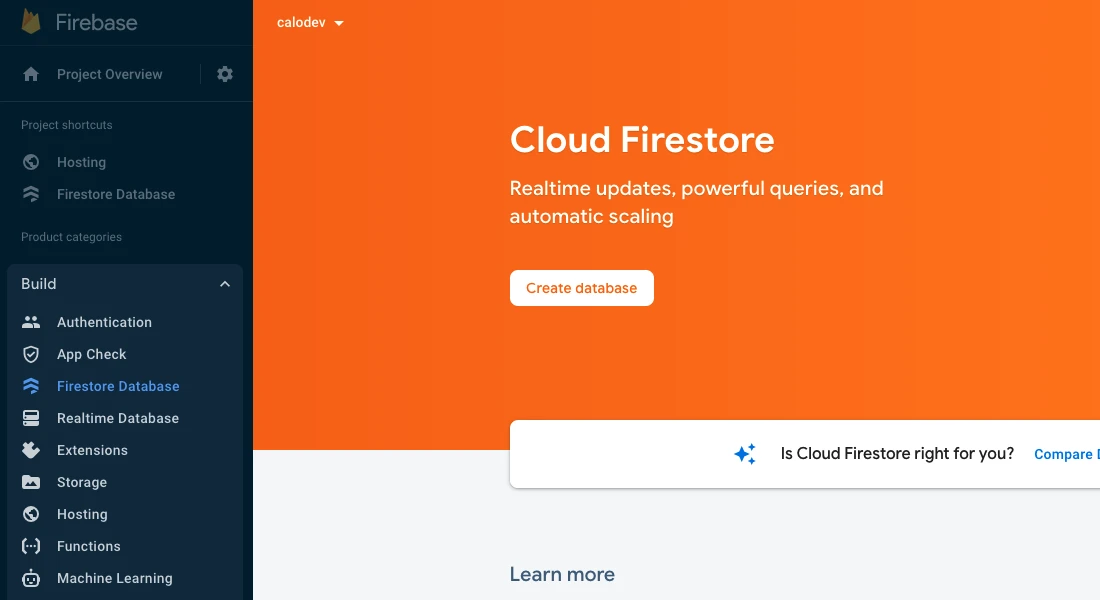 Firebase
Project Overview
Project shortcuts
Hosting
Firestore Database
Product categories
Build
Authentication
App Check
Firestore Database
Realtime Database
Extensions
Storage
Hosting
Functions
Machine Learning
calodev
Cloud Firestore
Realtime updates, powerful queries, and
automatic scaling
Create database
Is Cloud Firestore right for you? Compare
Learn more